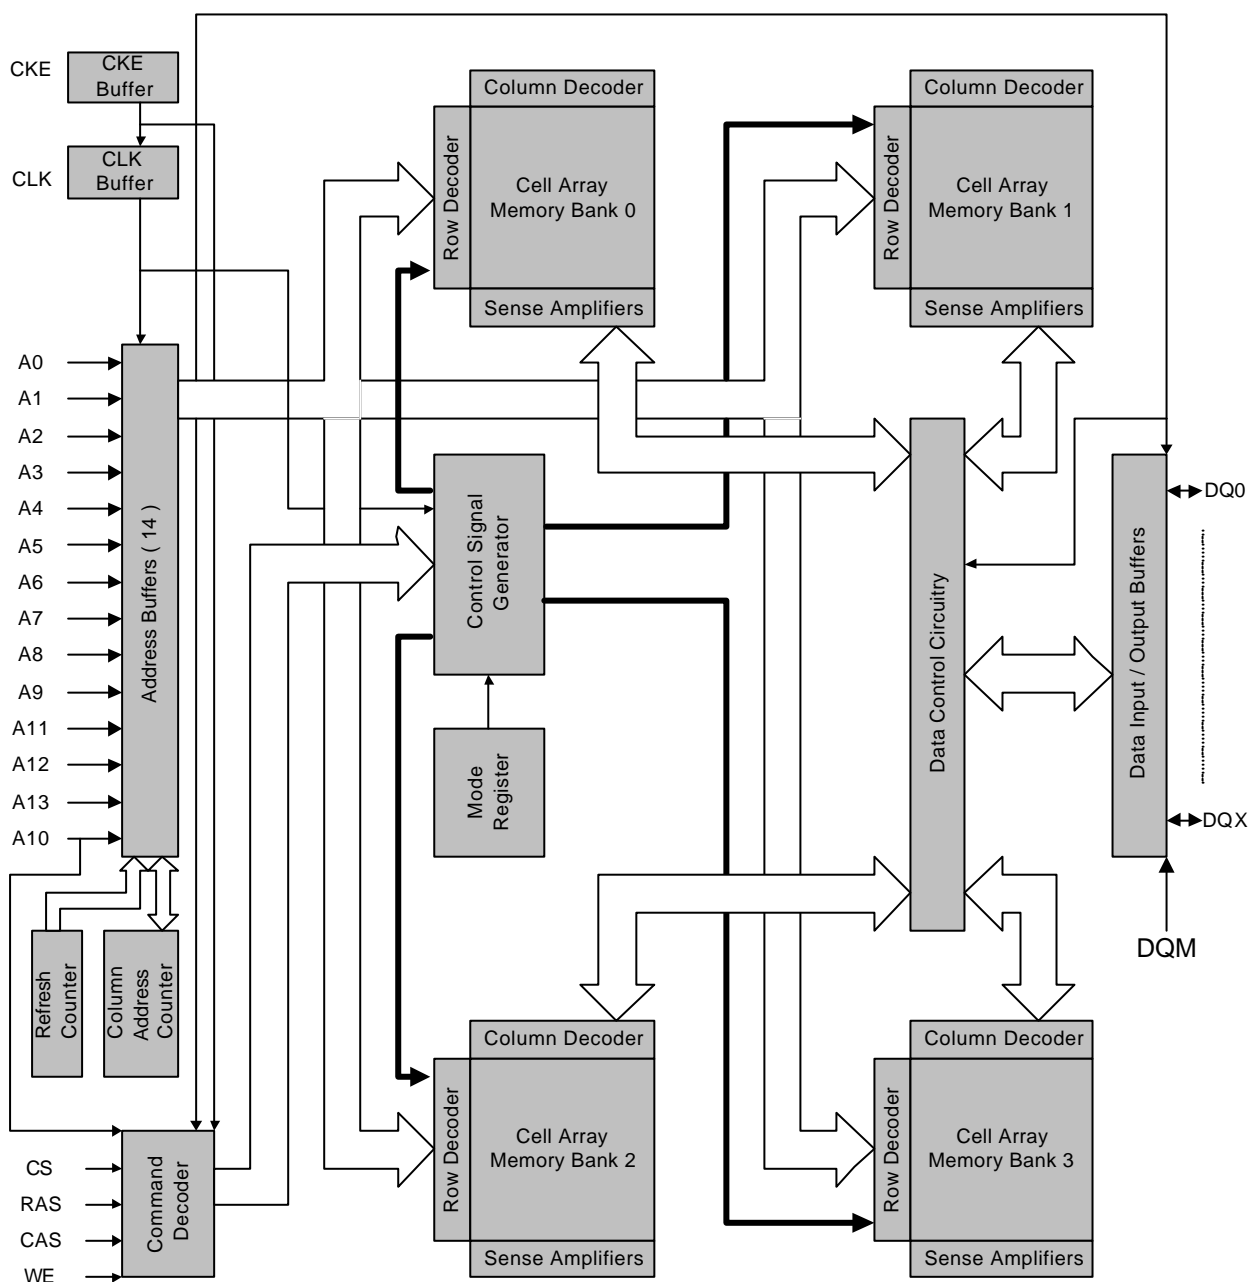 CKE
CKE
Buffer
CLK
CLK
Buffer
Column Decoder
Row Decoder
Cell Array
Memory Bank 0
Sense Amplifiers
Column Decoder
Row Decoder
Cell Array
Memory Bank 1
Sense Amplifiers
A0
A1
A2
A3
A4
A5
A6
A7
A8
A9
A11
A12
A13
A10
Address Buffers ( 14 )
Control Signal
Generator
Mode
Register
Data Control Circuitry
Data Input / Output Buffers
DQ0
DQX
DQM
Refresh
Counter
Column
Address
Counter
CS
RAS
CAS
WE
Command
Decoder
Column Decoder
Row Decoder
Cell Array
Memory Bank 2
Sense Amplifiers
Column Decoder
Row Decoder
Cell Array
Memory Bank 3
Sense Amplifiers